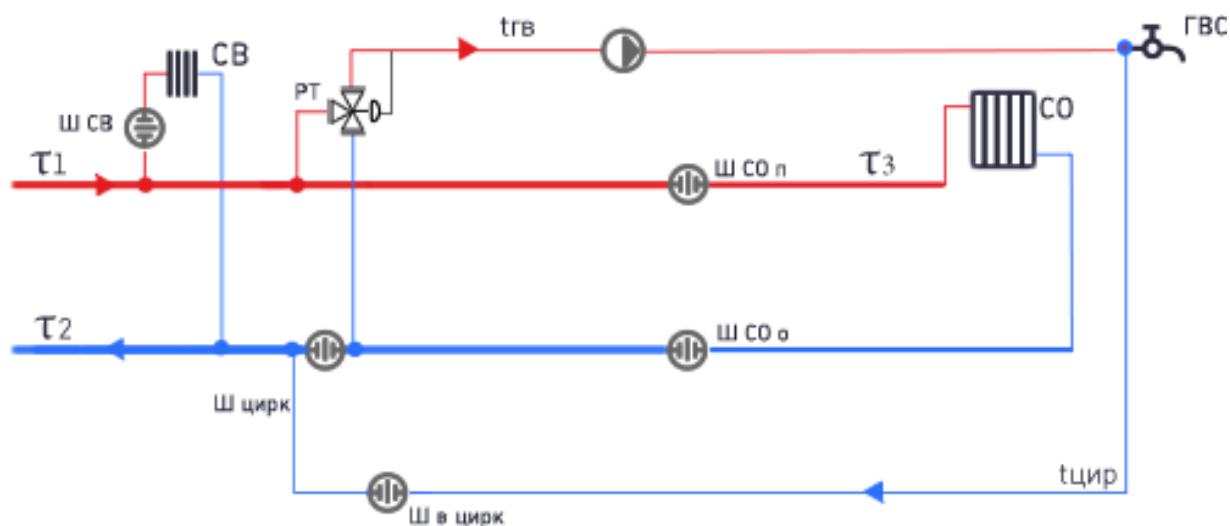 tгв
ГВС
СВ
РТ
СО
Ш СВ
τ1
Ш СО п
τ3
τ2
Ш СО о
Ш цирк
tцир
Ш в цирк